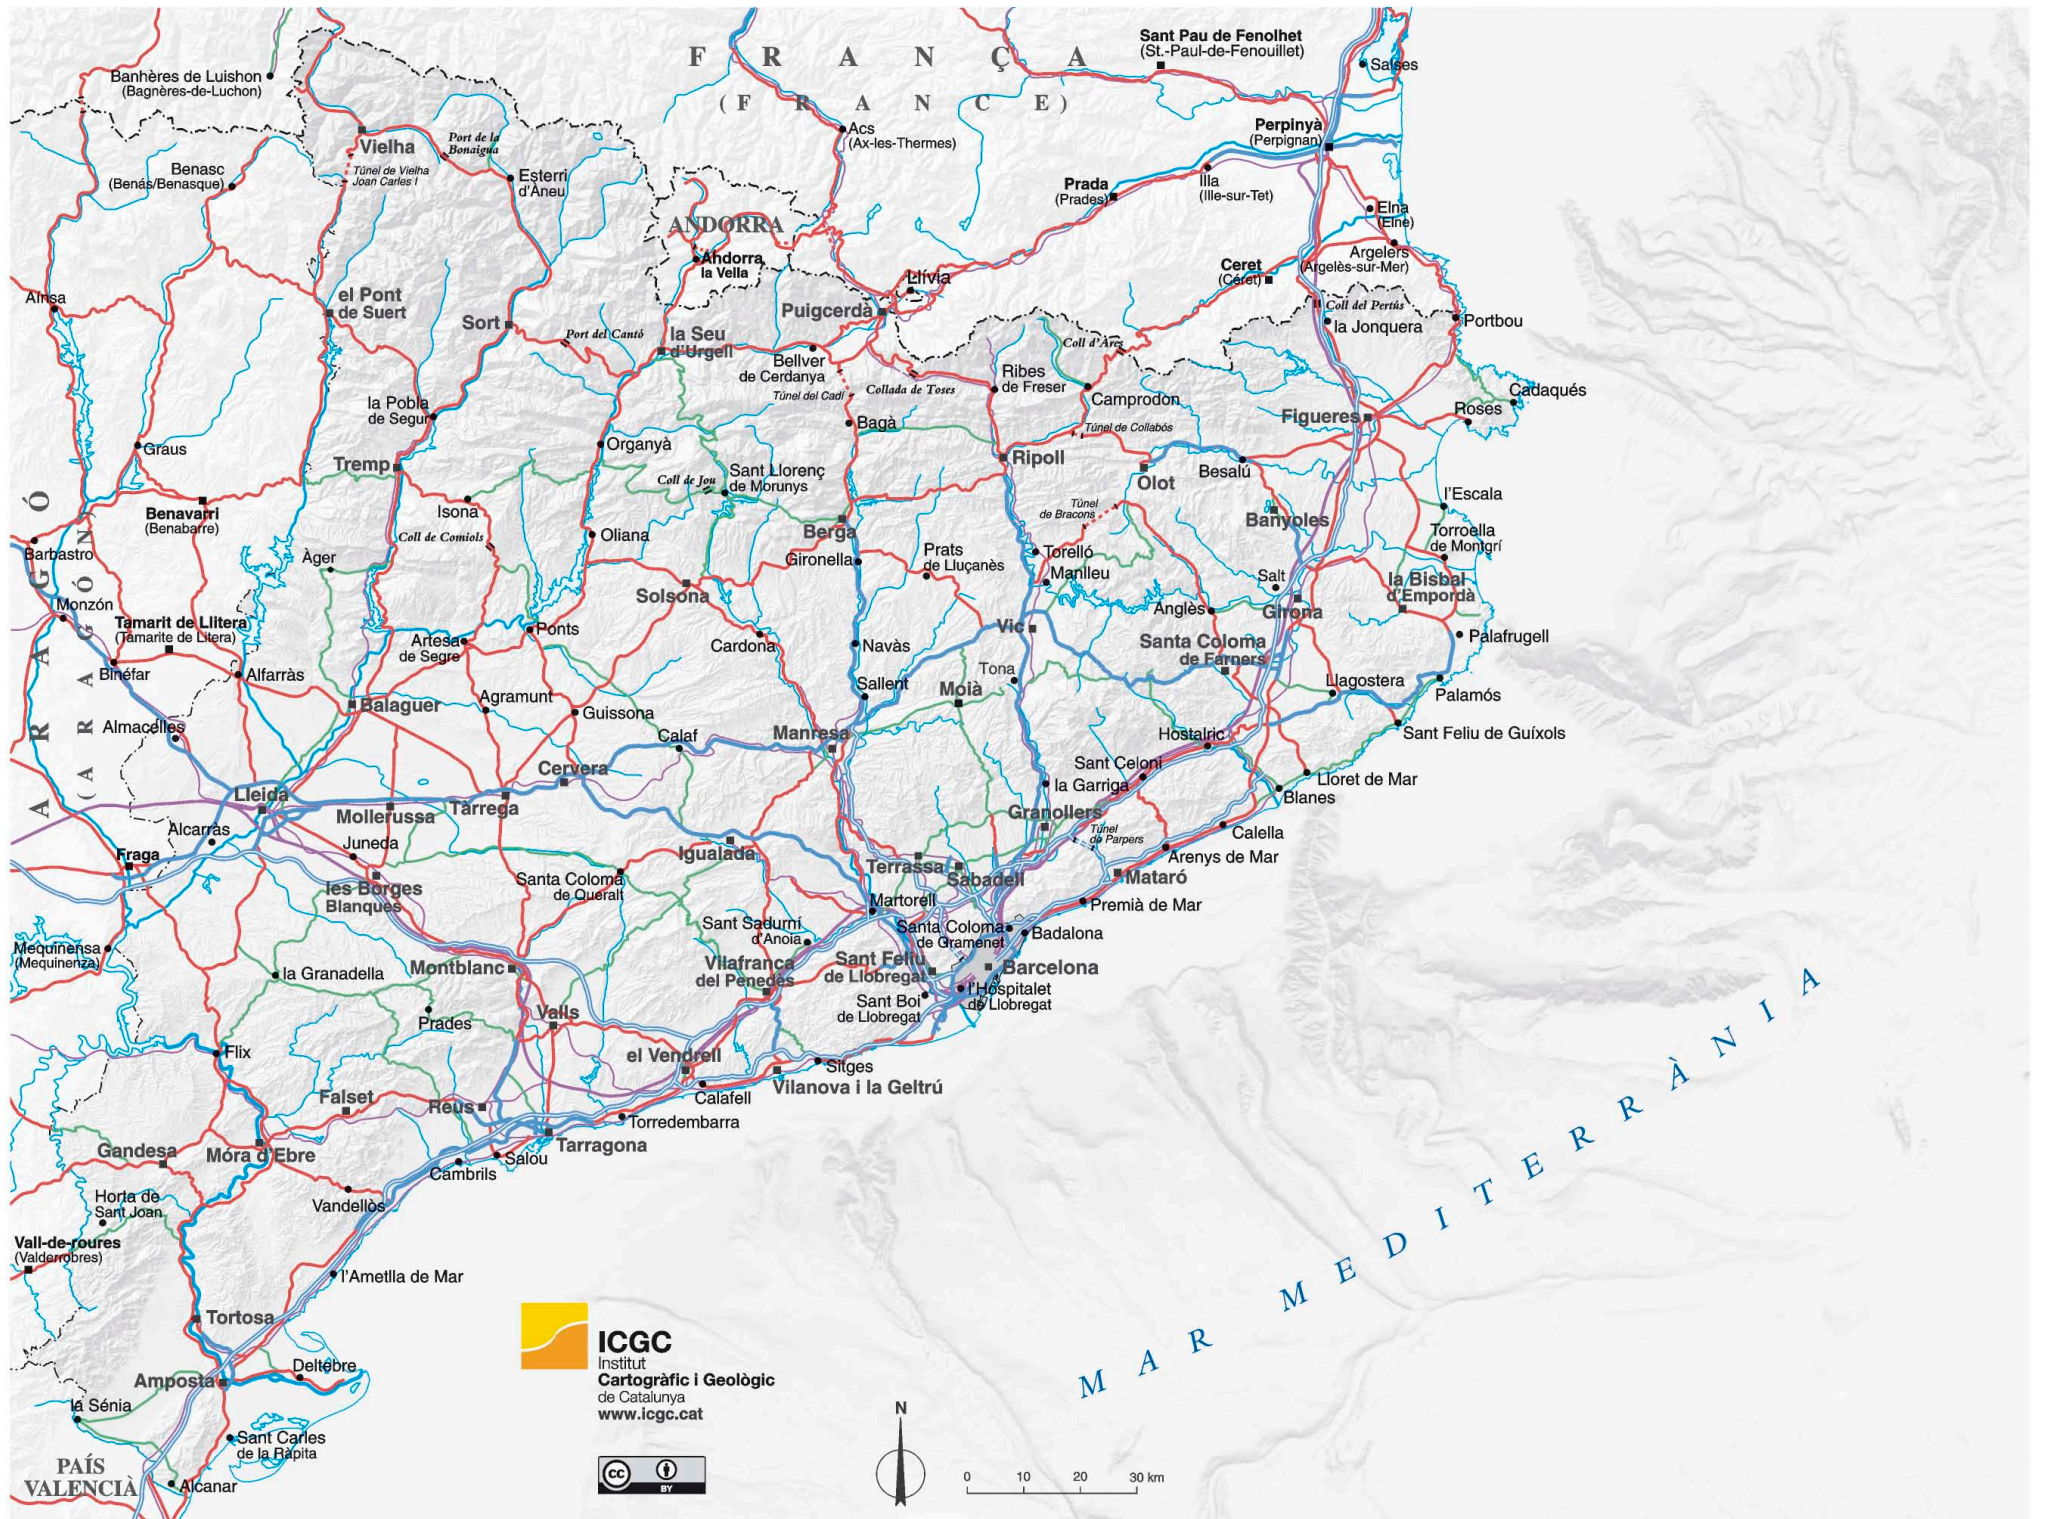 FRANÇA
(FRANCE)
Sant Pau de Fenolhet
(St.-Paul-de-Fenouillet)
Salses
Banhères de Luishon
(Bagnères-de-Luchon)
Acs
(Ax-les-Thermes)
Perpinyà
(Perpignan)
Vielha
Port de la
Bonaigua
Túnel de Vielha
Joan Carles I
Benasc
(Benás/Benasque)
Esterri
d'Àneu
Prada
(Prades)
Illa
(Ille-sur-Tet)
Elna
(Elne)
ANDORRA
Andorra
la Vella
Argelers
(Argelès-sur-Mer)
Ceret
(Céret)
Llívia
Aínsa
el Pont
de Suert
Sort
Port del Cantó
la Seu
d'Urgell
Puigcerdà
Coll del Pertús
la Jonquera
Portbou
Bellver
de Cerdanya
Túnel del Cadí
Collada de Toses
Ribes
de Freser
Coll d'Ares
Camprodon
Cadaqués
Roses
Figueres
la Pobla
de Segur
Bagà
Túnel de Collabós
Graus
Organyà
Tremp
Ripoll
Olot
Besalú
Coll de Jou
Sant Llorenç
de Morunys
Benavarri
(Benabarre)
Isona
Coll de Comiols
Túnel
de Bracons
l'Escala
Banyoles
Torroella
de Montgrí
Barbastro
Àger
Oliana
Berga
Gironella
Prats
de Lluçanès
Torelló
Manlleu
Salt
Girona
la Bisbal
d'Empordà
Solsona
Anglès
Monzón
Tamarit de Llitera
(Tamarite de Litera)
Artesa
de Segre
Ponts
Cardona
Navàs
Vic
Santa Coloma
de Farners
Palafrugell
Binéfar
Alfarràs
Tona
Llagostera
Palamós
Agramunt
Guissona
Sallent
Moià
Balaguer
Almacelles
Calaf
Manresa
Hostalric
Sant Feliu de Guíxols
Cervera
Sant Celoni
la Garriga
Lloret de Mar
Blanes
Lleida
Mollerussa
Tàrrega
Granollers
Túnel
de Parpers
Calella
Alcarràs
Juneda
Igualada
Arenys de Mar
Fraga
Terrassa
Sabadell
Mataró
les Borges
Blanques
Santa Coloma
de Queralt
Martorell
Premià de Mar
Sant Sadurní
d'Anoia
Santa Coloma
de Gramenet
Badalona
Mequinensa
(Mequinenza)
la Granadella
Montblanc
Vilafranca
del Penedès
Sant Feliu
de Llobregat
Barcelona
l'Hospitalet
de Llobregat
Sant Boi
de Llobregat
Prades
Valls
Flix
el Vendrell
Sitges
Vilanova i la Geltrú
Calafell
Falset
Reus
Torredembarra
Tarragona
Gandesa
Móra d'Ebre
Salou
Cambrils
Horta de
Sant Joan
Vandellòs
Vall-de-roures
(Valderrobres)
l'Ametlla de Mar
Tortosa
Deltebre
Amposta
la Sénia
Sant Carles
de la Ràpita
Alcanar
PAÍS
VALENCIÀ
ARAGÓ
(ARAGÓN)
MAR MEDITERRÀNIA
ICGC
Institut
Cartogràfic i Geològic
de Catalunya
www.icgc.cat
cc
BY
N
0 10 20 30 km